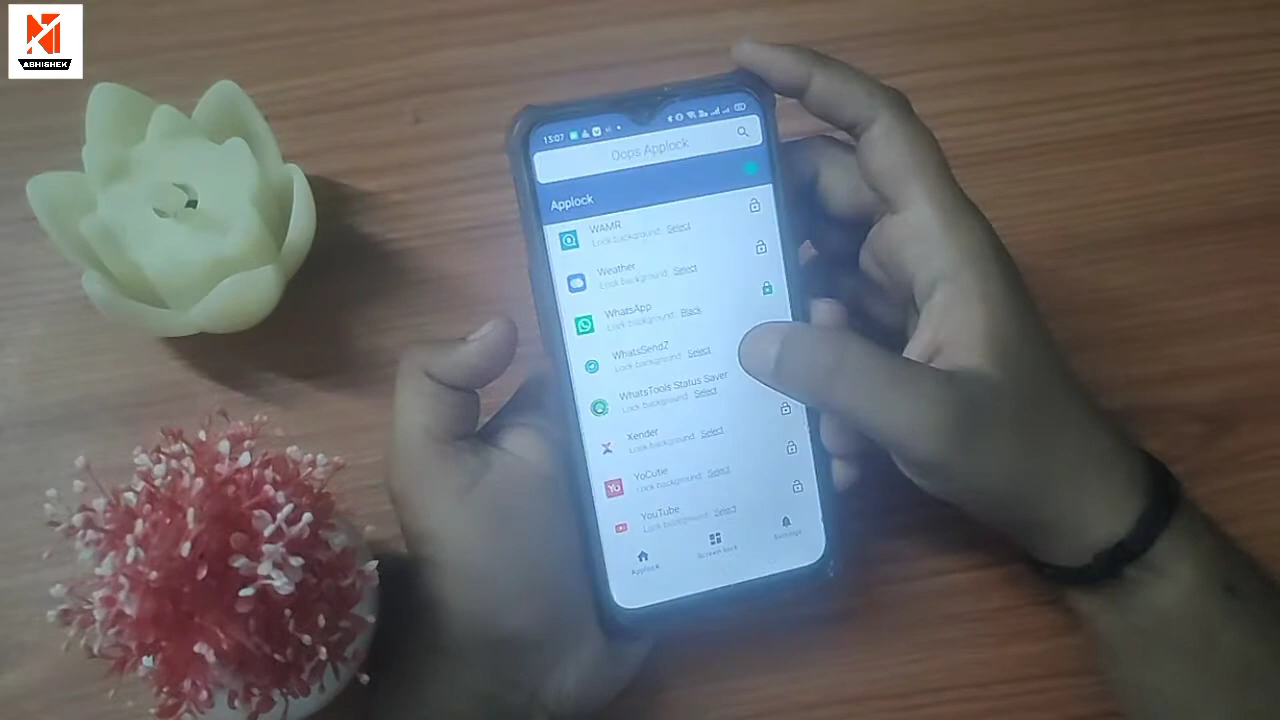 ABHISHEK
13:07
Oops Applock
Applock
WAMR
Lock background: Select
Weather
Lock background: Select
WhatsApp
Lock background: Black
WhatsSendZ
Lock background: Select
WhatsTools Status Saver
Lock background: Select
Xender
Lock background: Select
YoCutie
Lock background: Select
YouTube
Lock background: Select
Applock
Screen lock
Settings